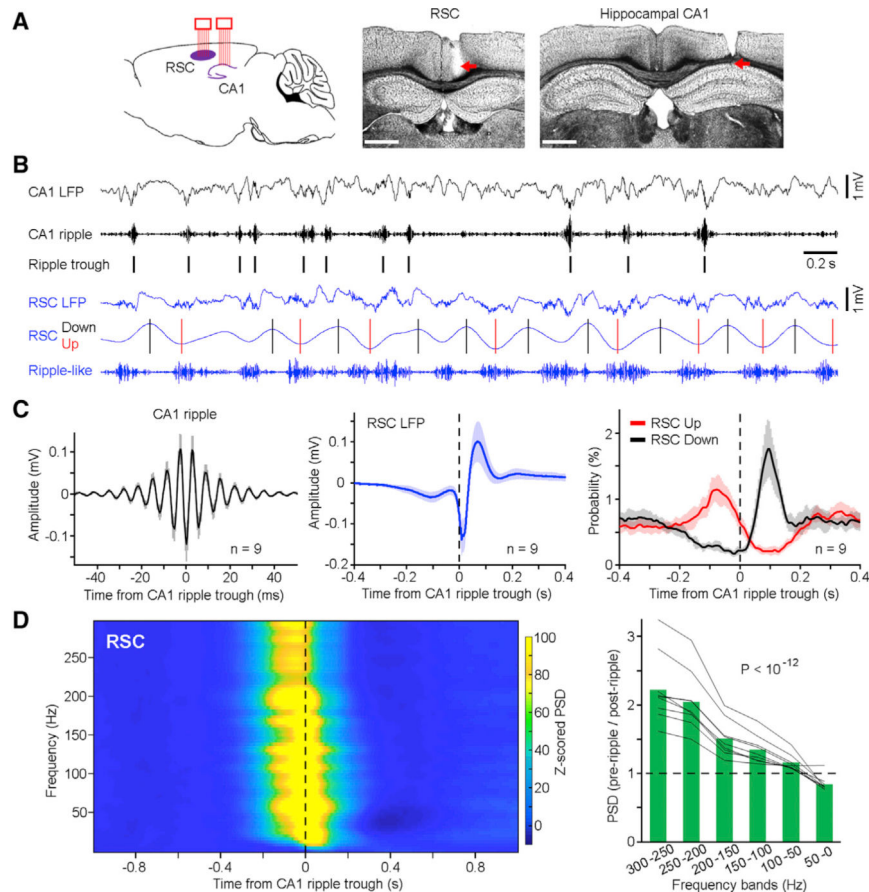 A
RSC
CA1
RSC
Hippocampal CA1
B
CA1 LFP
1 mV
CA1 ripple
Ripple trough
0.2 s
RSC LFP
1 mV
RSC Down
Up
Ripple-like
C
CA1 ripple
Amplitude (mV)
0.1
0
-0.1
n = 9
-40 -20 0 20 40
Time from CA1 ripple trough (ms)
RSC LFP
Amplitude (mV)
0.1
0
-0.1
-0.2
n = 9
-0.4 -0.2 0 0.2 0.4
Time from CA1 ripple trough (s)
RSC Up
RSC Down
Probability (%)
2
1
0
n = 9
-0.4 -0.2 0 0.2 0.4
Time from CA1 ripple trough (s)
D
RSC
Frequency (Hz)
250
200
150
100
50
-0.8 -0.4 0 0.4 0.8
Time from CA1 ripple trough (s)
100
80
60
40
20
0
Z-scored PSD
PSD (pre-ripple / post-ripple)
3
2
1
0
P < 10-12
300-250
250-200
200-150
150-100
100-50
50-0
Frequency bands (Hz)